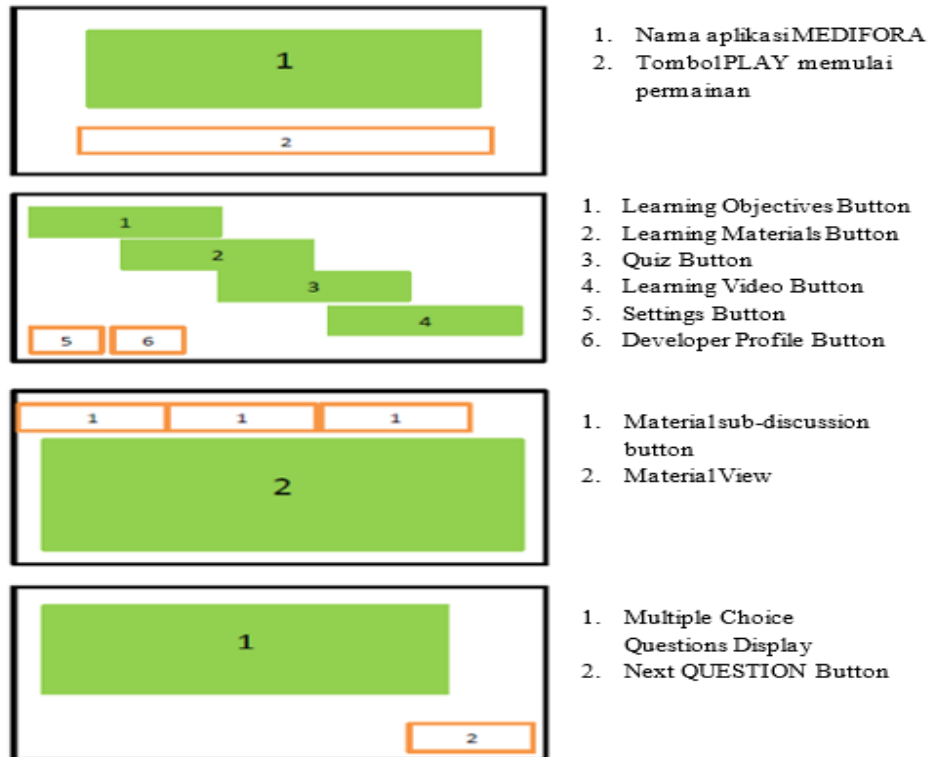 1
2
1. Nama aplikasi MEDIFORA
2. Tombol PLAY memulai
permainan
1
2
3
4
5 6
1. Learning Objectives Button
2. Learning Materials Button
3. Quiz Button
4. Learning Video Button
5. Settings Button
6. Developer Profile Button
1 1 1
2
1. Material sub-discussion
button
2. Material View
1
2
1. Multiple Choice
Questions Display
2. Next QUESTION Button